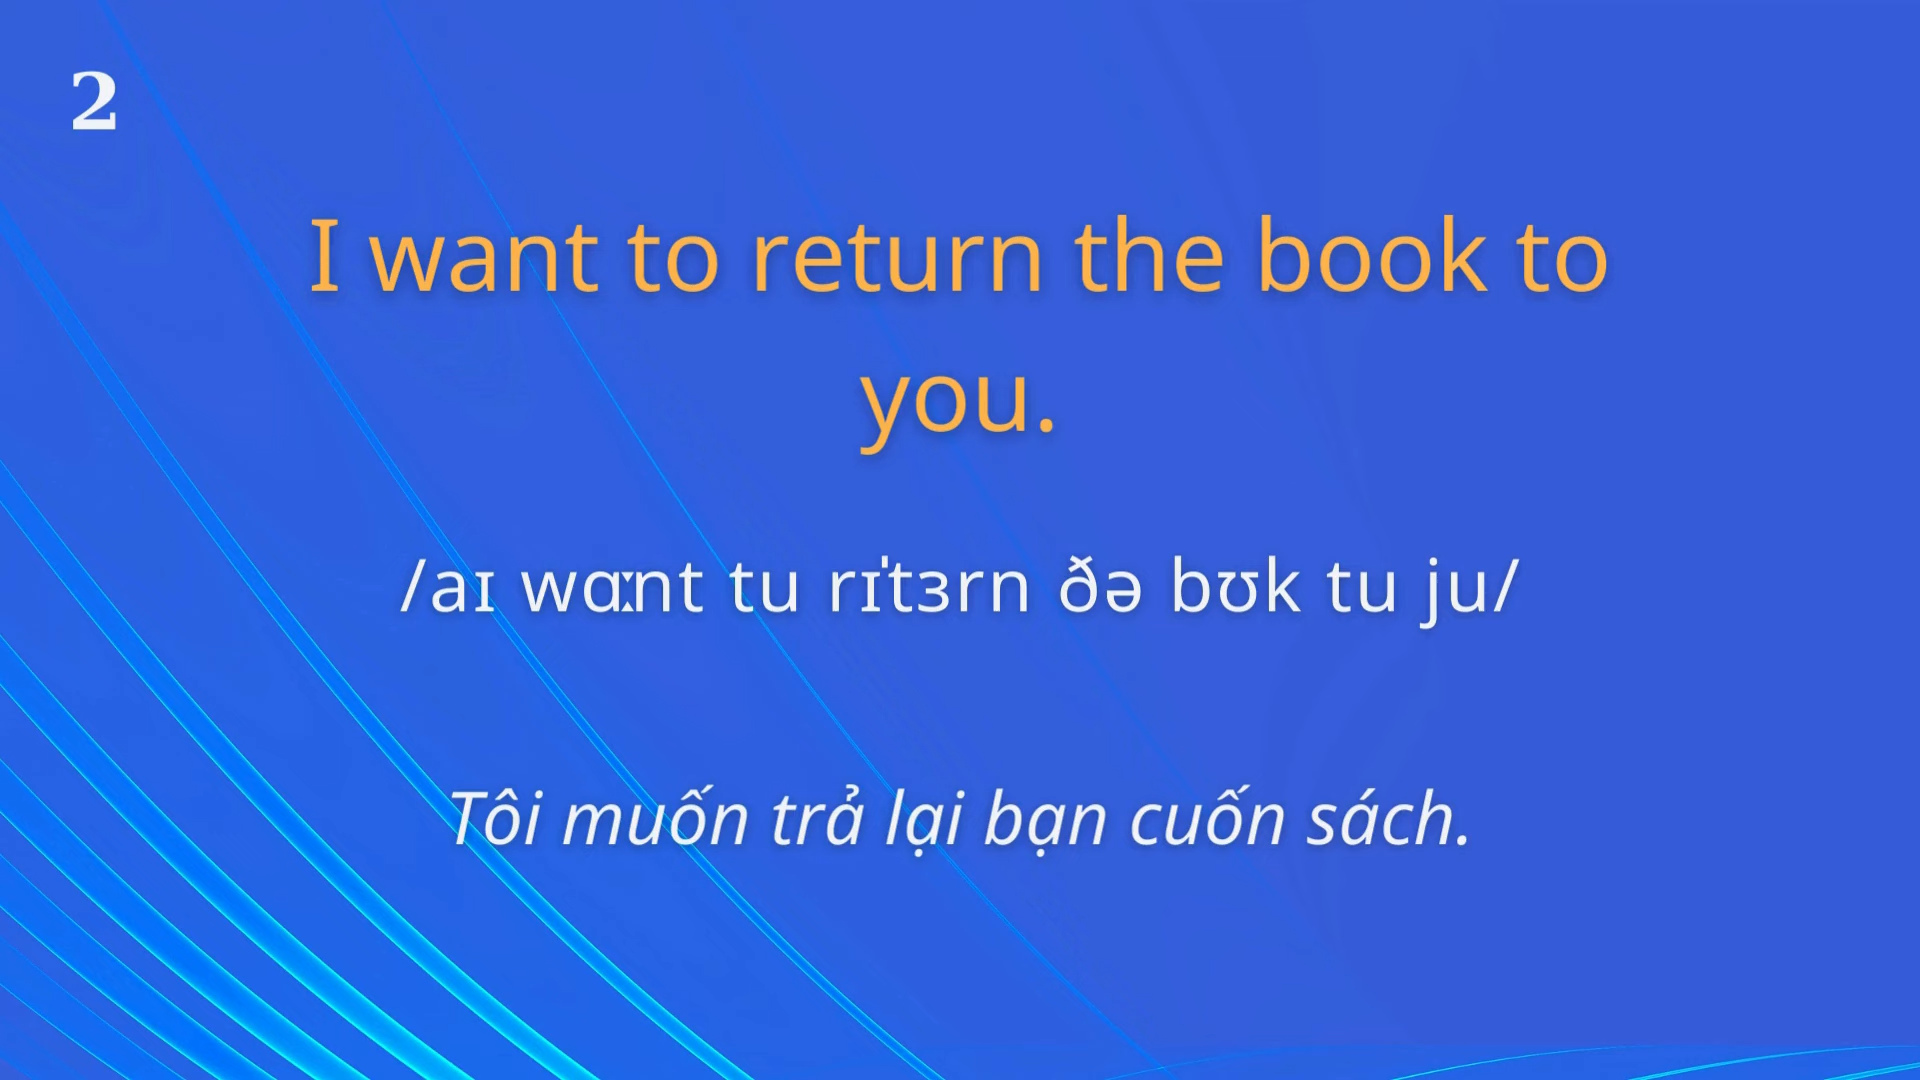 2
I want to return the book to
you.
/aɪ wɑːnt tu rɪˈtɜrn ðə bʊk tu ju/
Tôi muốn trả lại bạn cuốn sách.